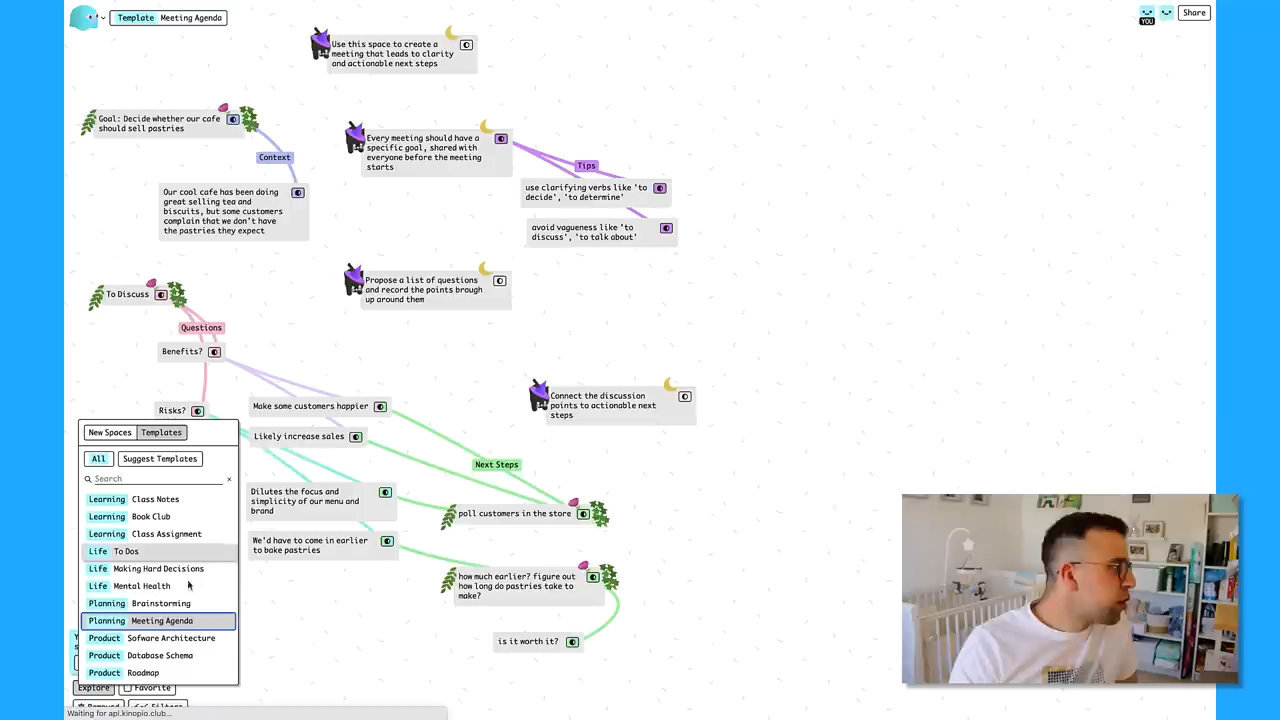 Template Meeting Agenda
YOU
Share
Use this space to create a
meeting that leads to clarity
and actionable next steps
Goal: Decide whether our cafe
should sell pastries
Context
Our cool cafe has been doing
great selling tea and
biscuits, but some customers
complain that we don't have
the pastries they expect
Every meeting should have a
specific goal, shared with
everyone before the meeting
starts
Tips
use clarifying verbs like 'to
decide', 'to determine'
avoid vagueness like 'to
discuss', 'to talk about'
Propose a list of questions
and record the points brough
up around them
To Discuss
Questions
Benefits?
Risks?
Make some customers happier
Likely increase sales
Dilutes the focus and
simplicity of our menu and
brand
We'd have to come in earlier
to bake pastries
Connect the discussion
points to actionable next
steps
Next Steps
poll customers in the store
how much earlier? figure out
how long do pastries take to
make?
is it worth it?
New Spaces Templates
All Suggest Templates
Search
Learning Class Notes
Learning Book Club
Learning Class Assignment
Life To Dos
Life Making Hard Decisions
Life Mental Health
Planning Brainstorming
Planning Meeting Agenda
Product Sofware Architecture
Product Database Schema
Product Roadmap
Explore Favorite
Removed Filters
Waiting for api.kinopio.club...